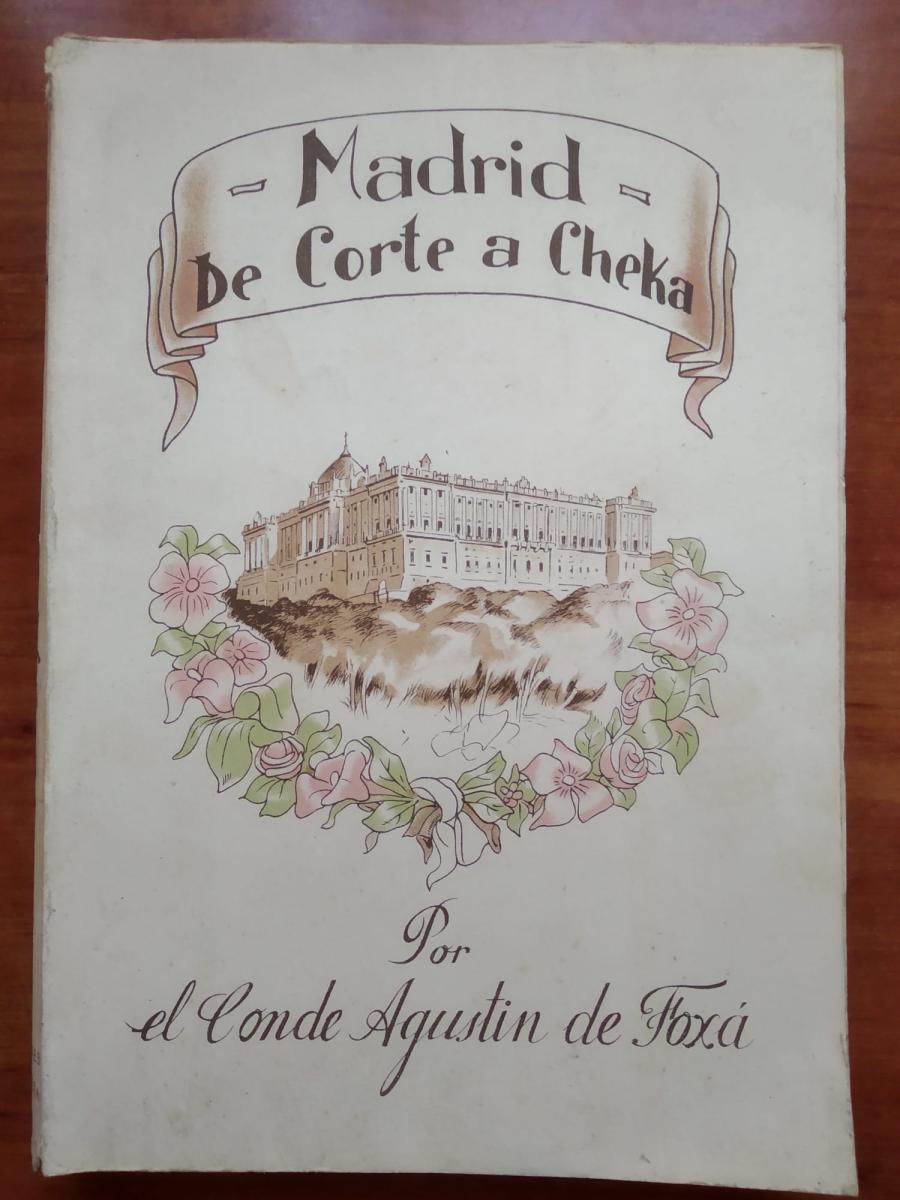 - Madrid -
De Corte a Cheka
Por
el Conde Agustin de Foxá